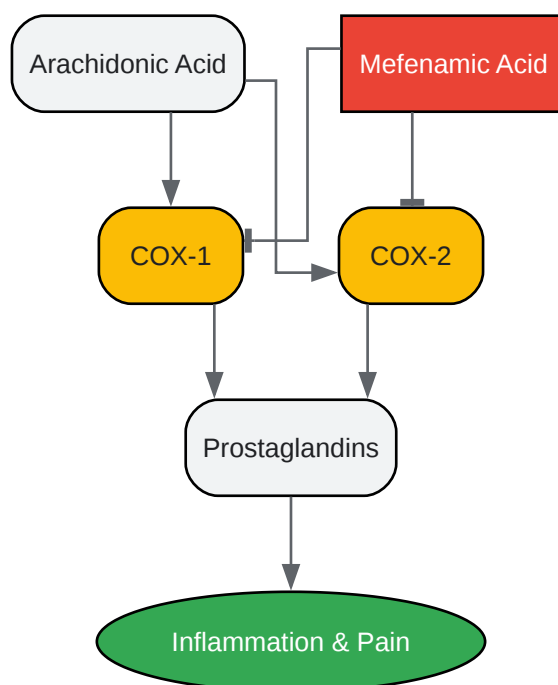 Arachidonic Acid
Mefenamic Acid
COX-1
COX-2
Prostaglandins
Inflammation & Pain